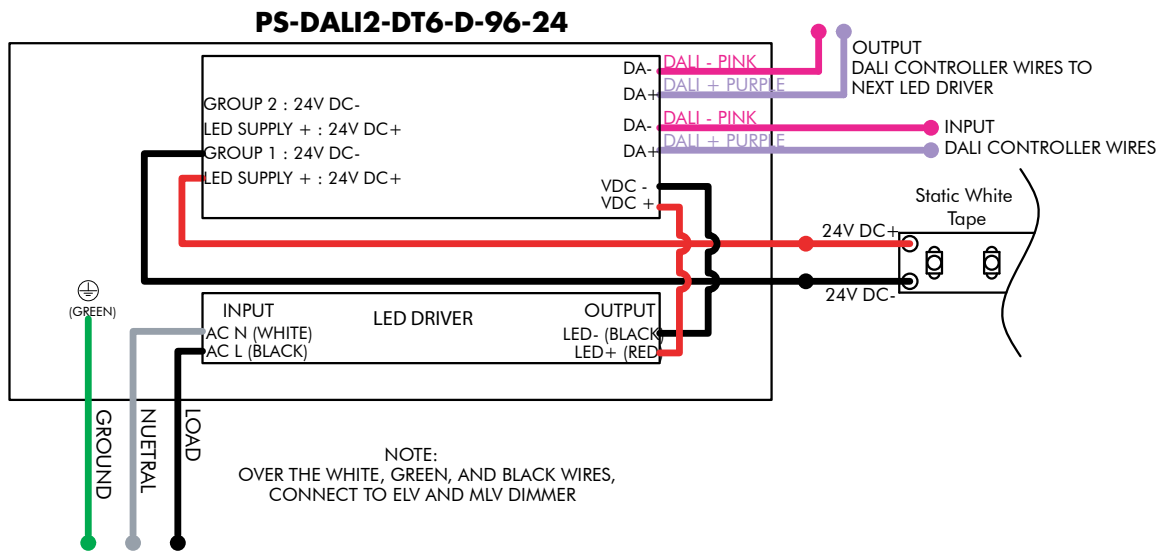 PS-DALI2-DT6-D-96-24
GROUP 2 : 24V DC-
LED SUPPLY + : 24V DC+
GROUP 1 : 24V DC-
LED SUPPLY + : 24V DC+
DA-
DALI - PINK
DA+
DALI + PURPLE
DA-
DALI - PINK
DA+
DALI + PURPLE
VDC -
VDC +
OUTPUT
DALI CONTROLLER WIRES TO
NEXT LED DRIVER
INPUT
DALI CONTROLLER WIRES
Static White
Tape
24V DC+
24V DC-
(GREEN)
INPUT
AC N (WHITE)
AC L (BLACK)
LED DRIVER
OUTPUT
LED- (BLACK)
LED+ (RED)
GROUND
NUETRAL
LOAD
NOTE:
OVER THE WHITE, GREEN, AND BLACK WIRES,
CONNECT TO ELV AND MLV DIMMER